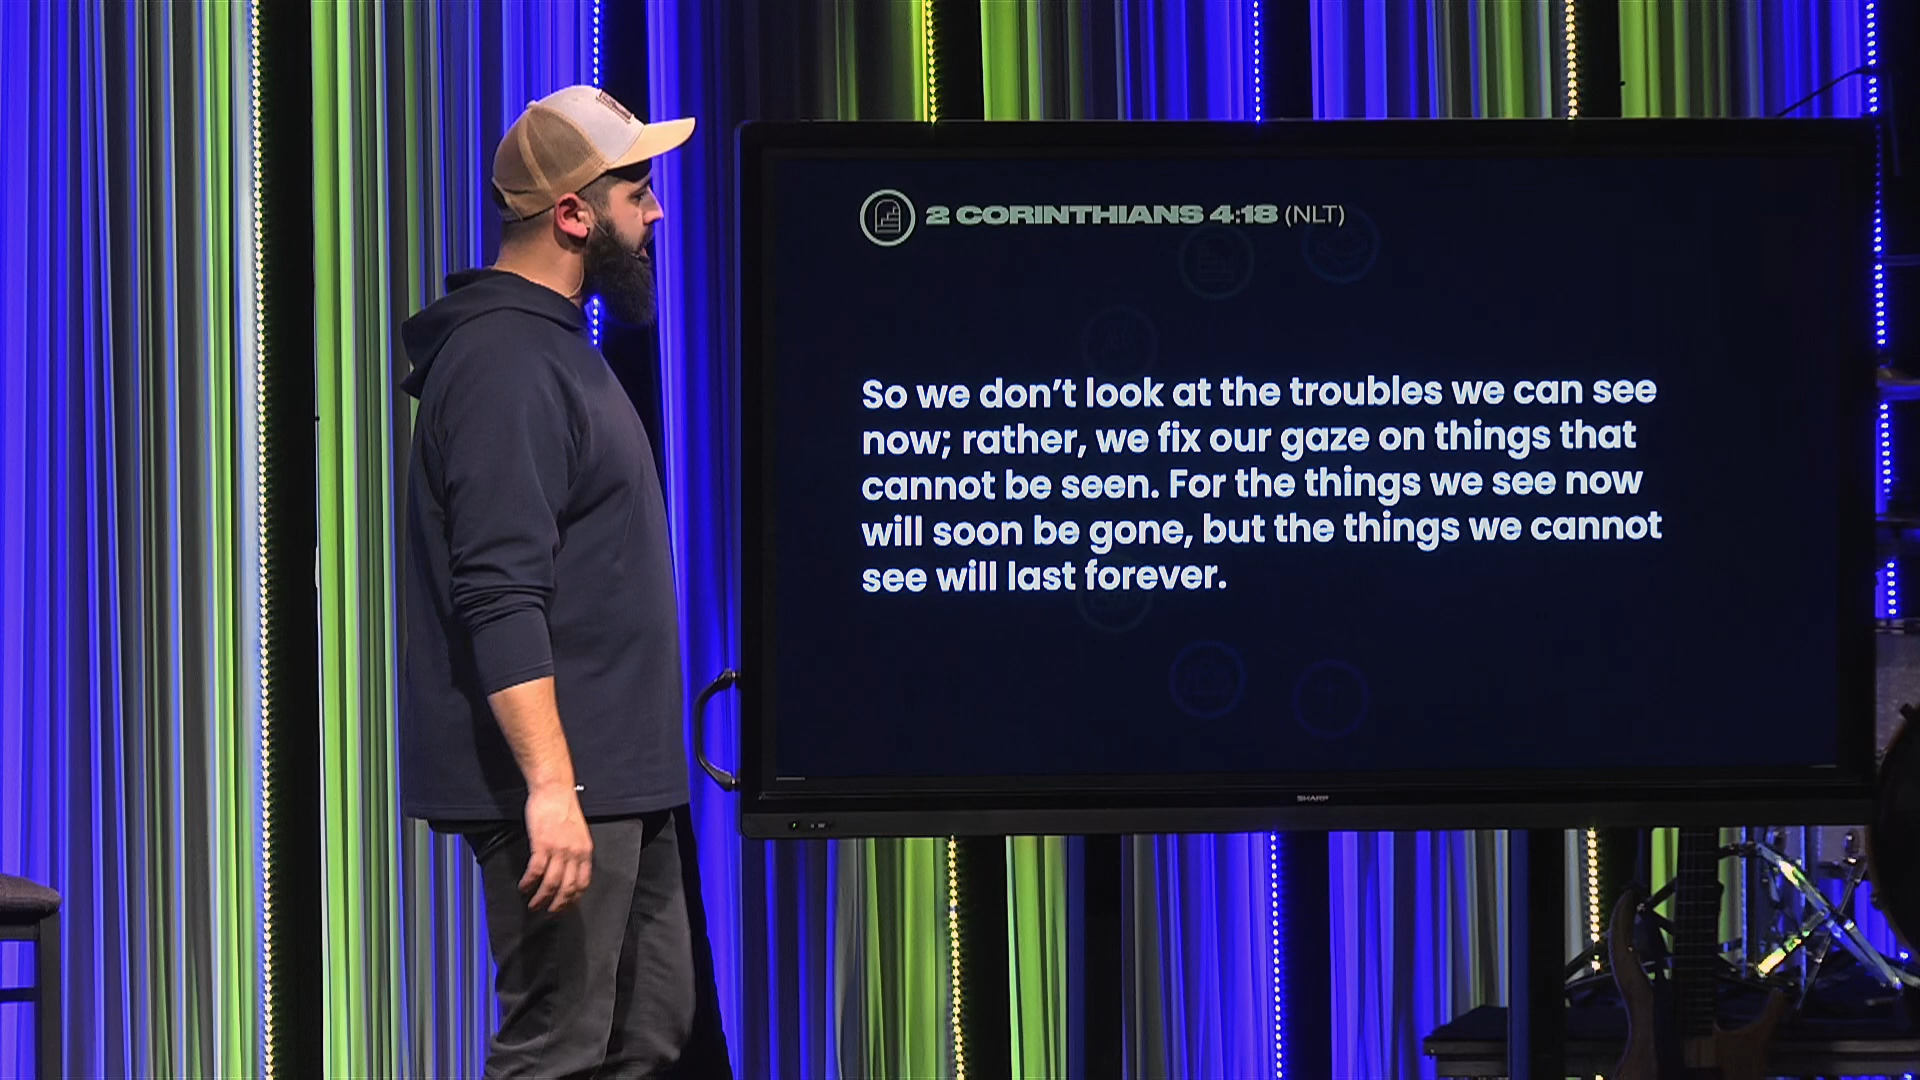 2 CORINTHIANS 4:18 (NLT)
So we don't look at the troubles we can see
now; rather, we fix our gaze on things that
cannot be seen. For the things we see now
will soon be gone, but the things we cannot
see will last forever.
SHARP